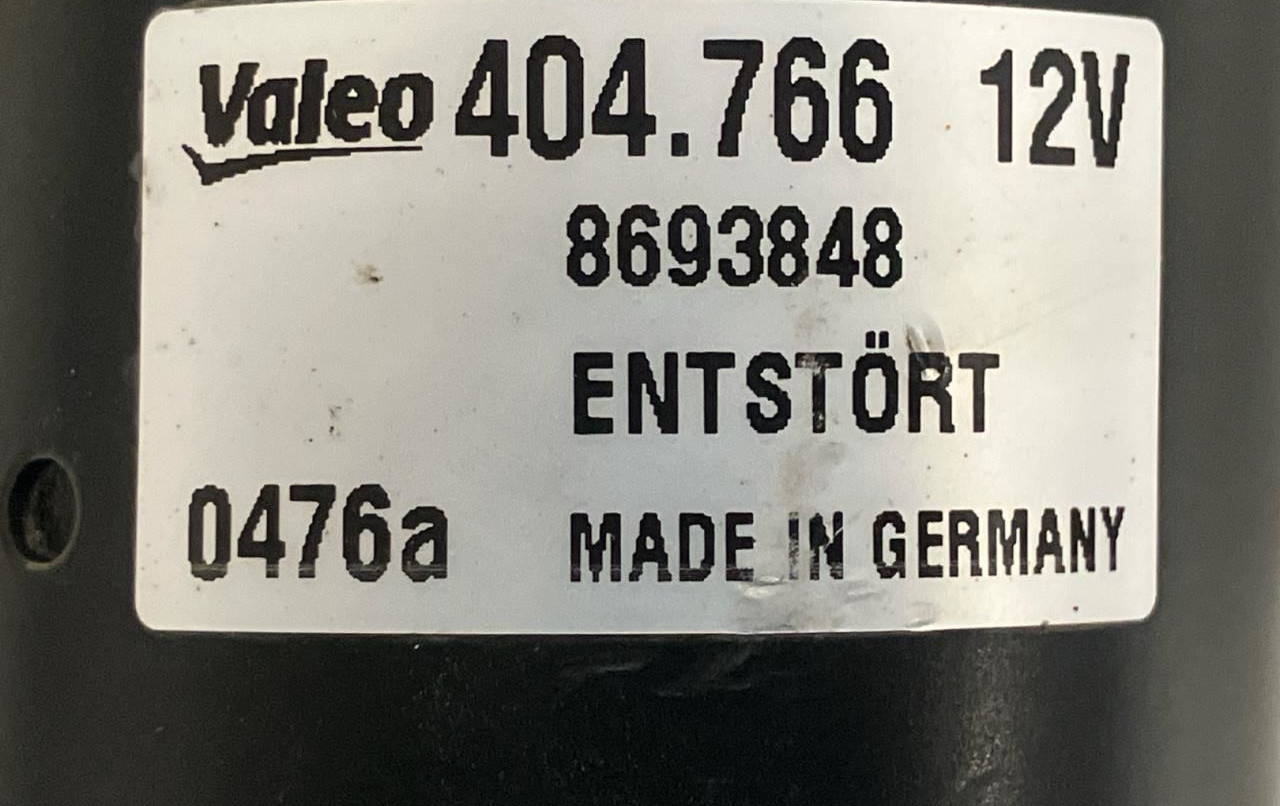 Valeo 404.766 12V
8693848
ENTSTÖRT
0476a MADE IN GERMANY